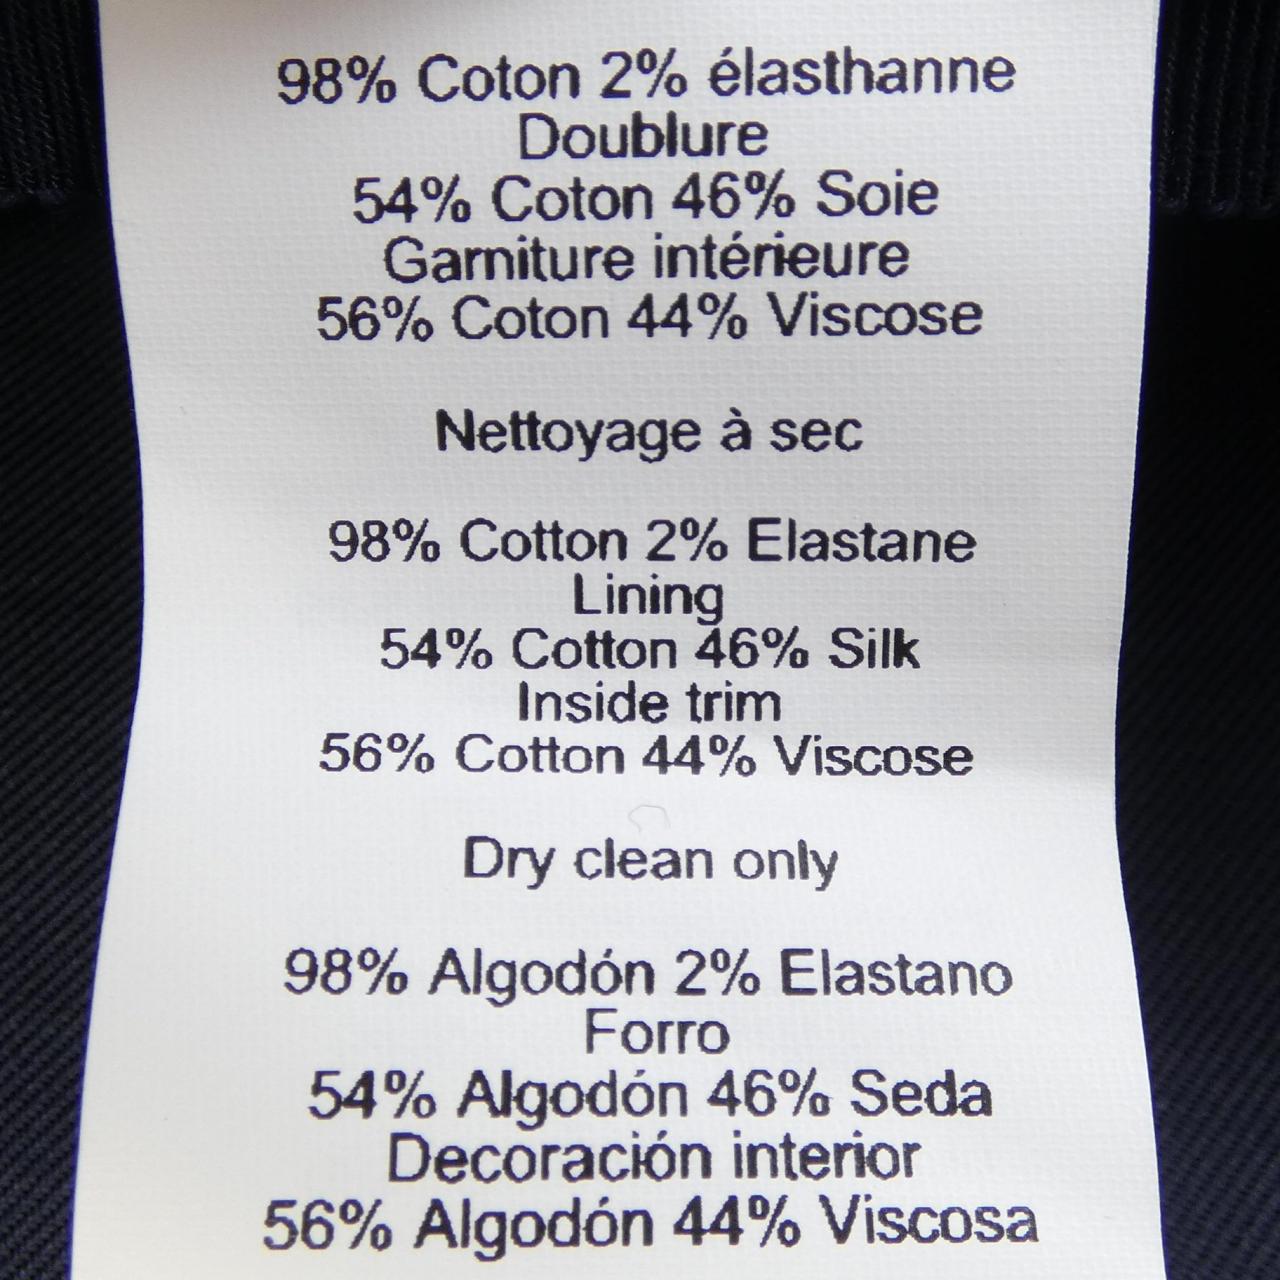 98% Coton 2% élasthanne
Doublure
54% Coton 46% Soie
Garniture intérieure
56% Coton 44% Viscose
Nettoyage à sec
98% Cotton 2% Elastane
Lining
54% Cotton 46% Silk
Inside trim
56% Cotton 44% Viscose
Dry clean only
98% Algodón 2% Elastano
Forro
54% Algodón 46% Seda
Decoración interior
56% Algodón 44% Viscosa